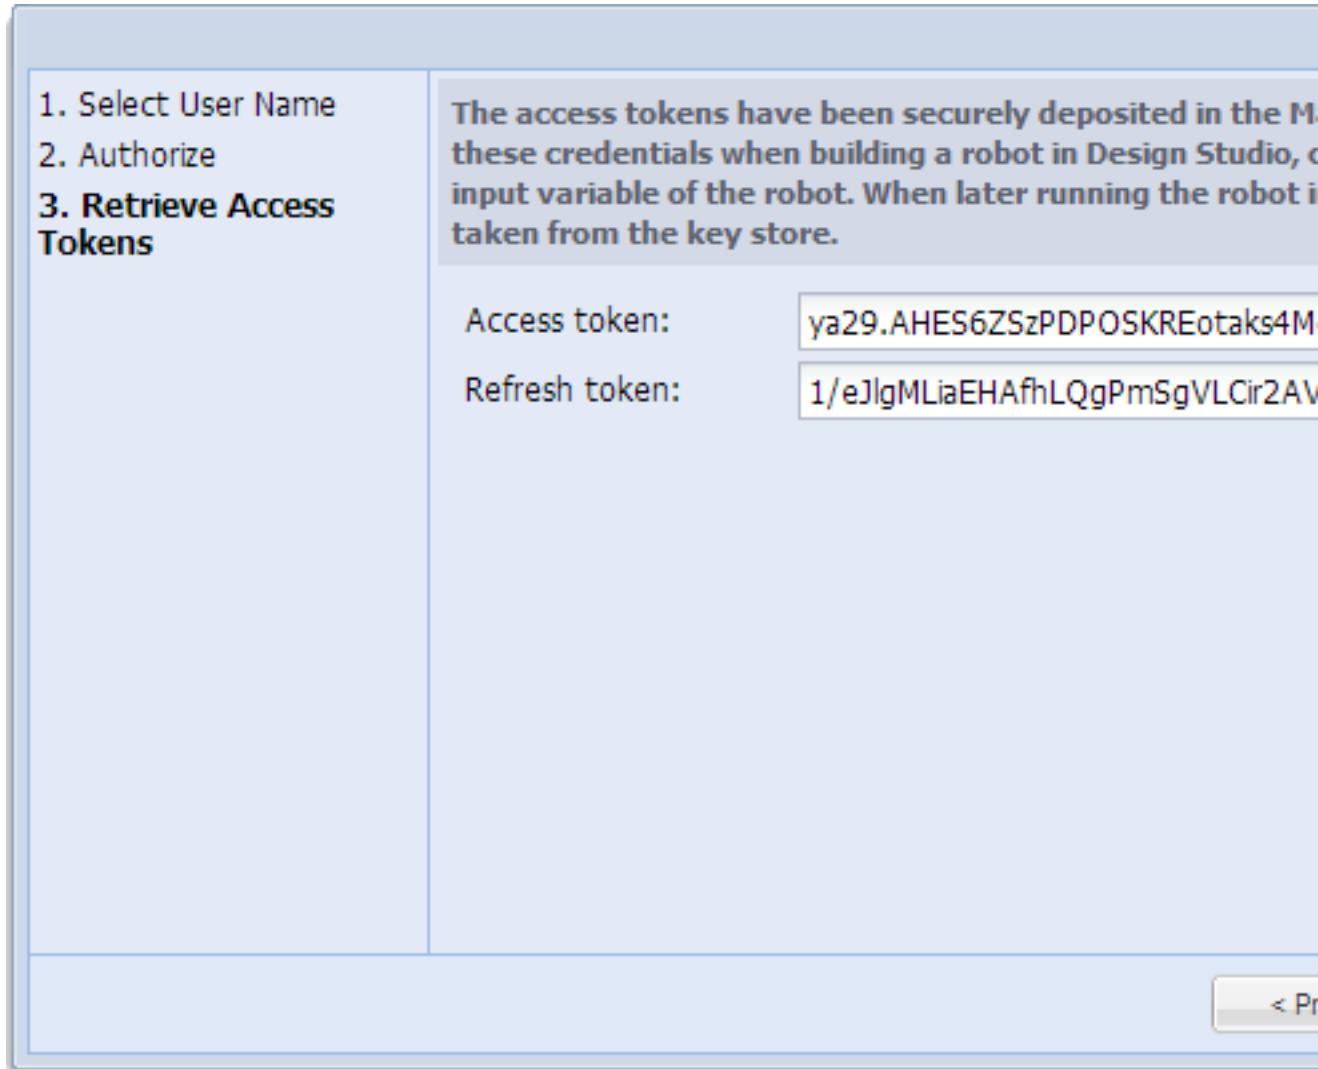 1. Select User Name
2. Authorize
3. Retrieve Access
Tokens
The access tokens have been securely deposited in the Ma
these credentials when building a robot in Design Studio, c
input variable of the robot. When later running the robot i
taken from the key store.
Access token:
ya29.AHES6ZSzPDPOSKREotaks4M
Refresh token:
1/eJlgMLiaEHAfhLQgPmSgVLCir2AV
< Pr